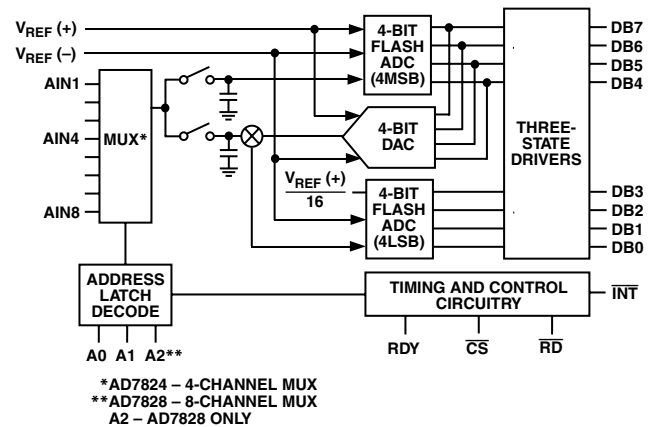 VREF (+)
VREF (–)
AIN1
AIN4
AIN8
MUX*
4-BIT
FLASH
ADC
(4MSB)
4-BIT
DAC
VREF (+)
16
4-BIT
FLASH
ADC
(4LSB)
THREE-
STATE
DRIVERS
DB7
DB6
DB5
DB4
DB3
DB2
DB1
DB0
ADDRESS
LATCH
DECODE
TIMING AND CONTROL
CIRCUITRY
INT
A0 A1 A2**
RDY CS RD
*AD7824 – 4-CHANNEL MUX
**AD7828 – 8-CHANNEL MUX
A2 – AD7828 ONLY